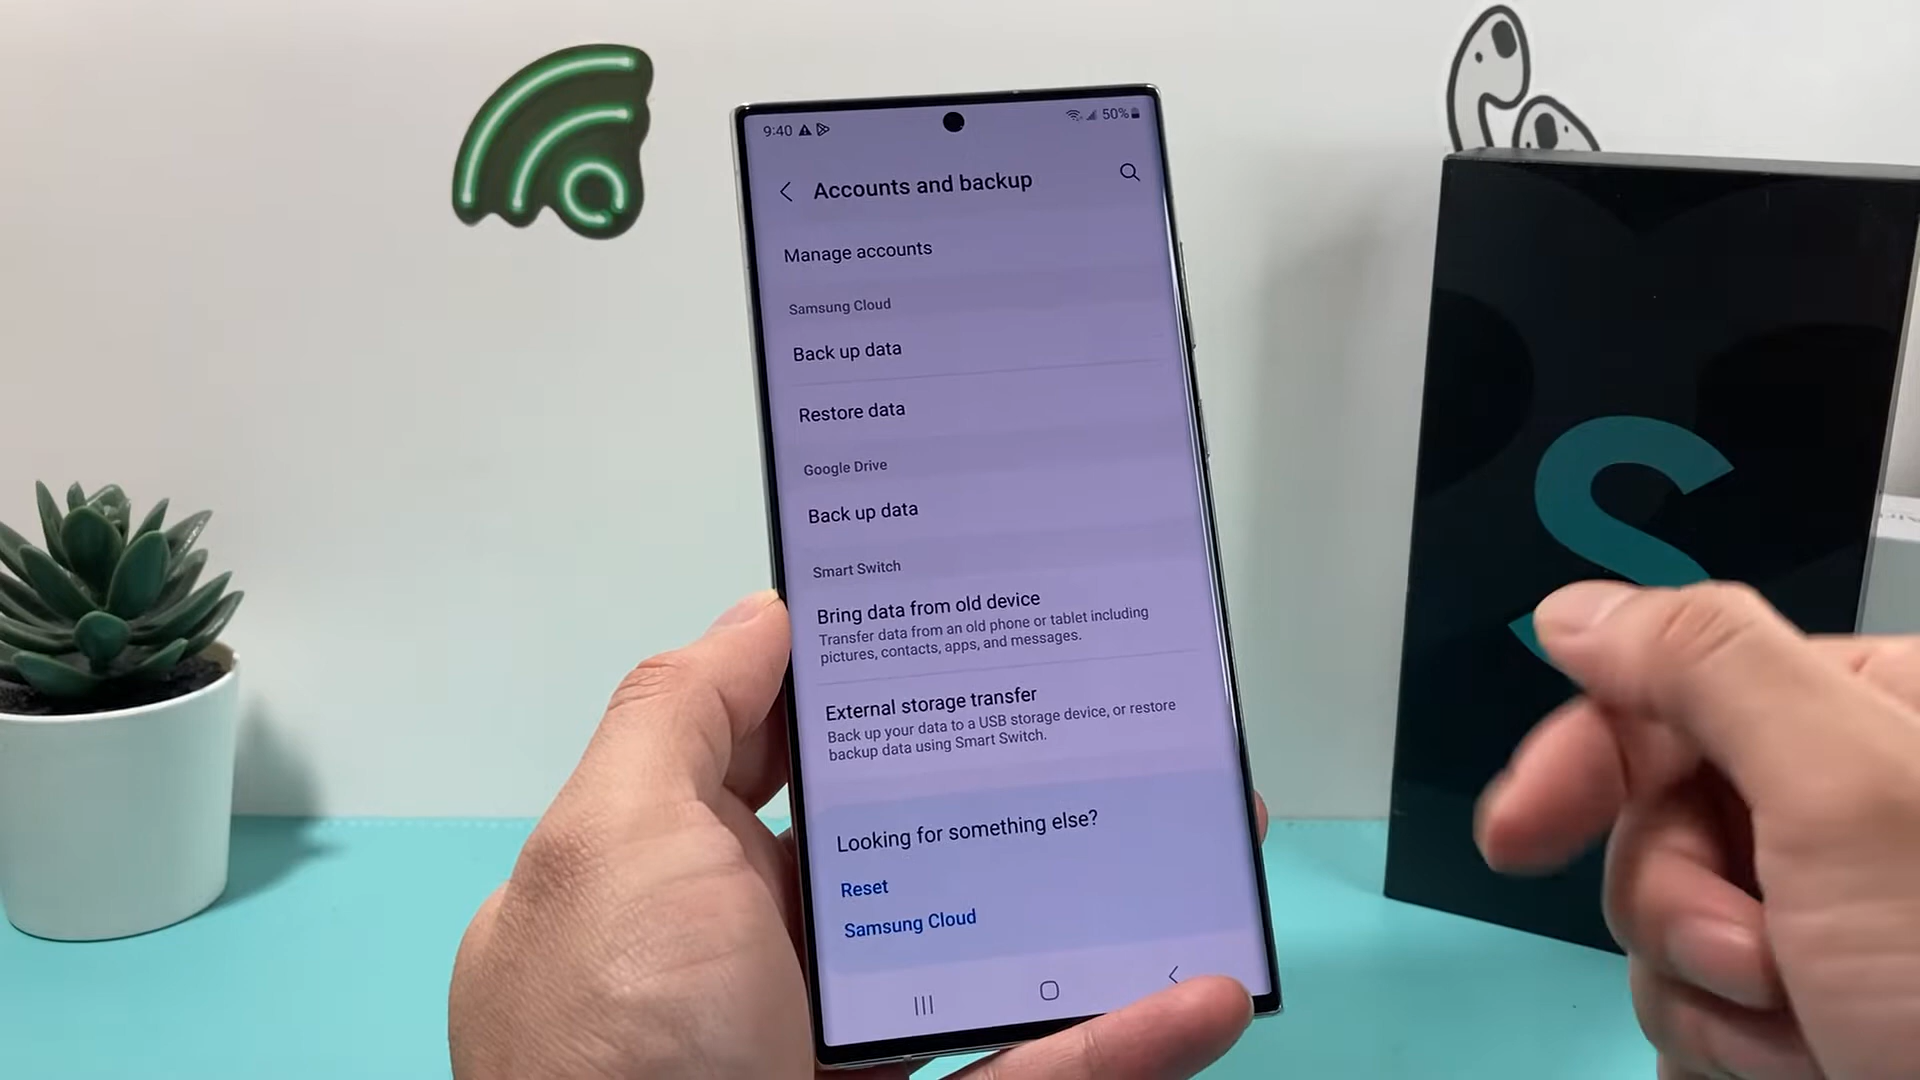 9:40
50%
Accounts and backup
Manage accounts
Samsung Cloud
Back up data
Restore data
Google Drive
Back up data
Smart Switch
Bring data from old device
Transfer data from an old phone or tablet including
pictures, contacts, apps, and messages.
External storage transfer
Back up your data to a USB storage device, or restore
backup data using Smart Switch.
Looking for something else?
Reset
Samsung Cloud
S